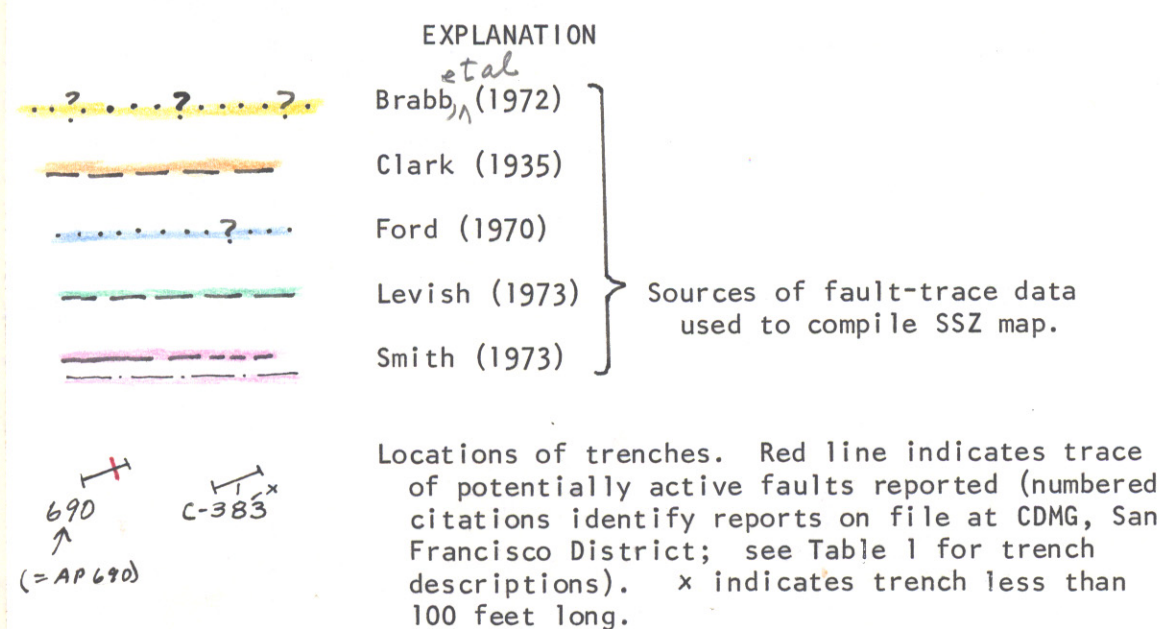 EXPLANATION
et al
Brabb, (1972)
Clark (1935)
Ford (1970)
Levish (1973)
Smith (1973)
Sources of fault-trace data
used to compile SSZ map.
? ? ?
?
690
(= AP 690)
C-383 x
Locations of trenches. Red line indicates trace
of potentially active faults reported (numbered
citations identify reports on file at CDMG, San
Francisco District; see Table 1 for trench
descriptions). x indicates trench less than
100 feet long.